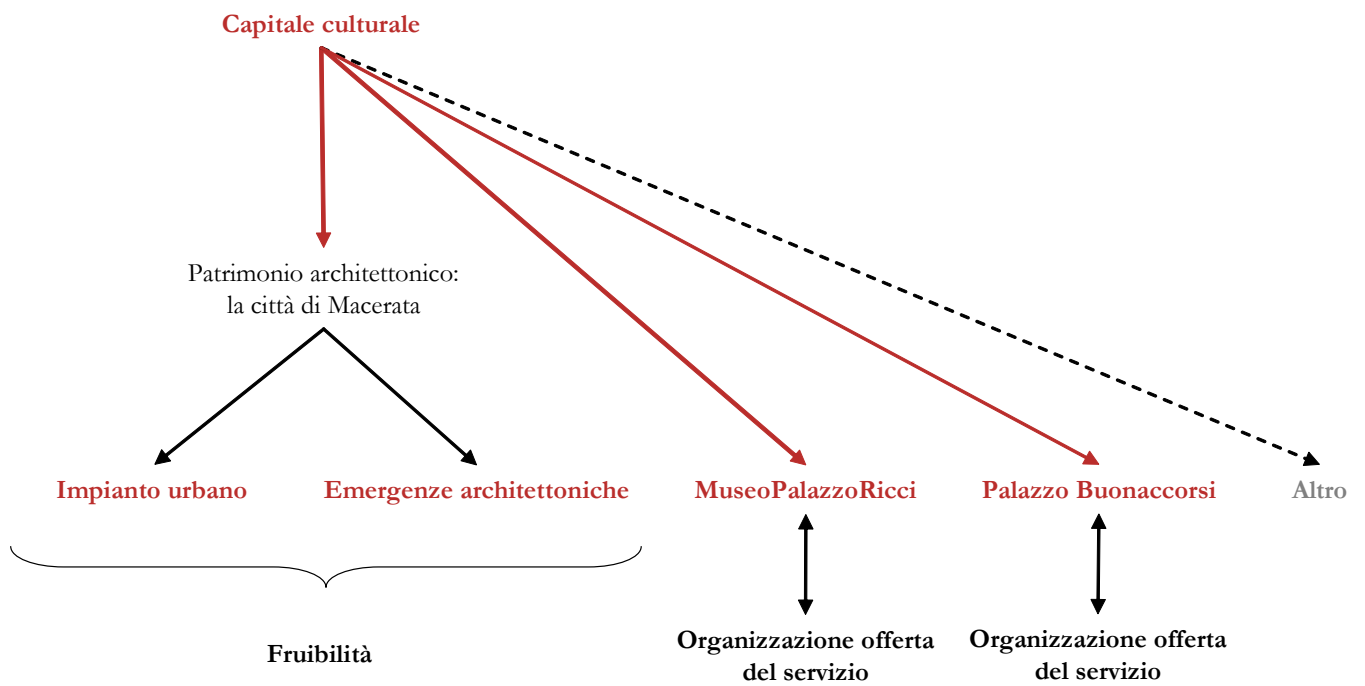 Capitale culturale
Patrimonio architettonico:
la città di Macerata
Impianto urbano
Emergenze architettoniche
MuseoPalazzoRicci
Palazzo Buonaccorsi
Altro
Fruibilità
Organizzazione offerta
del servizio
Organizzazione offerta
del servizio